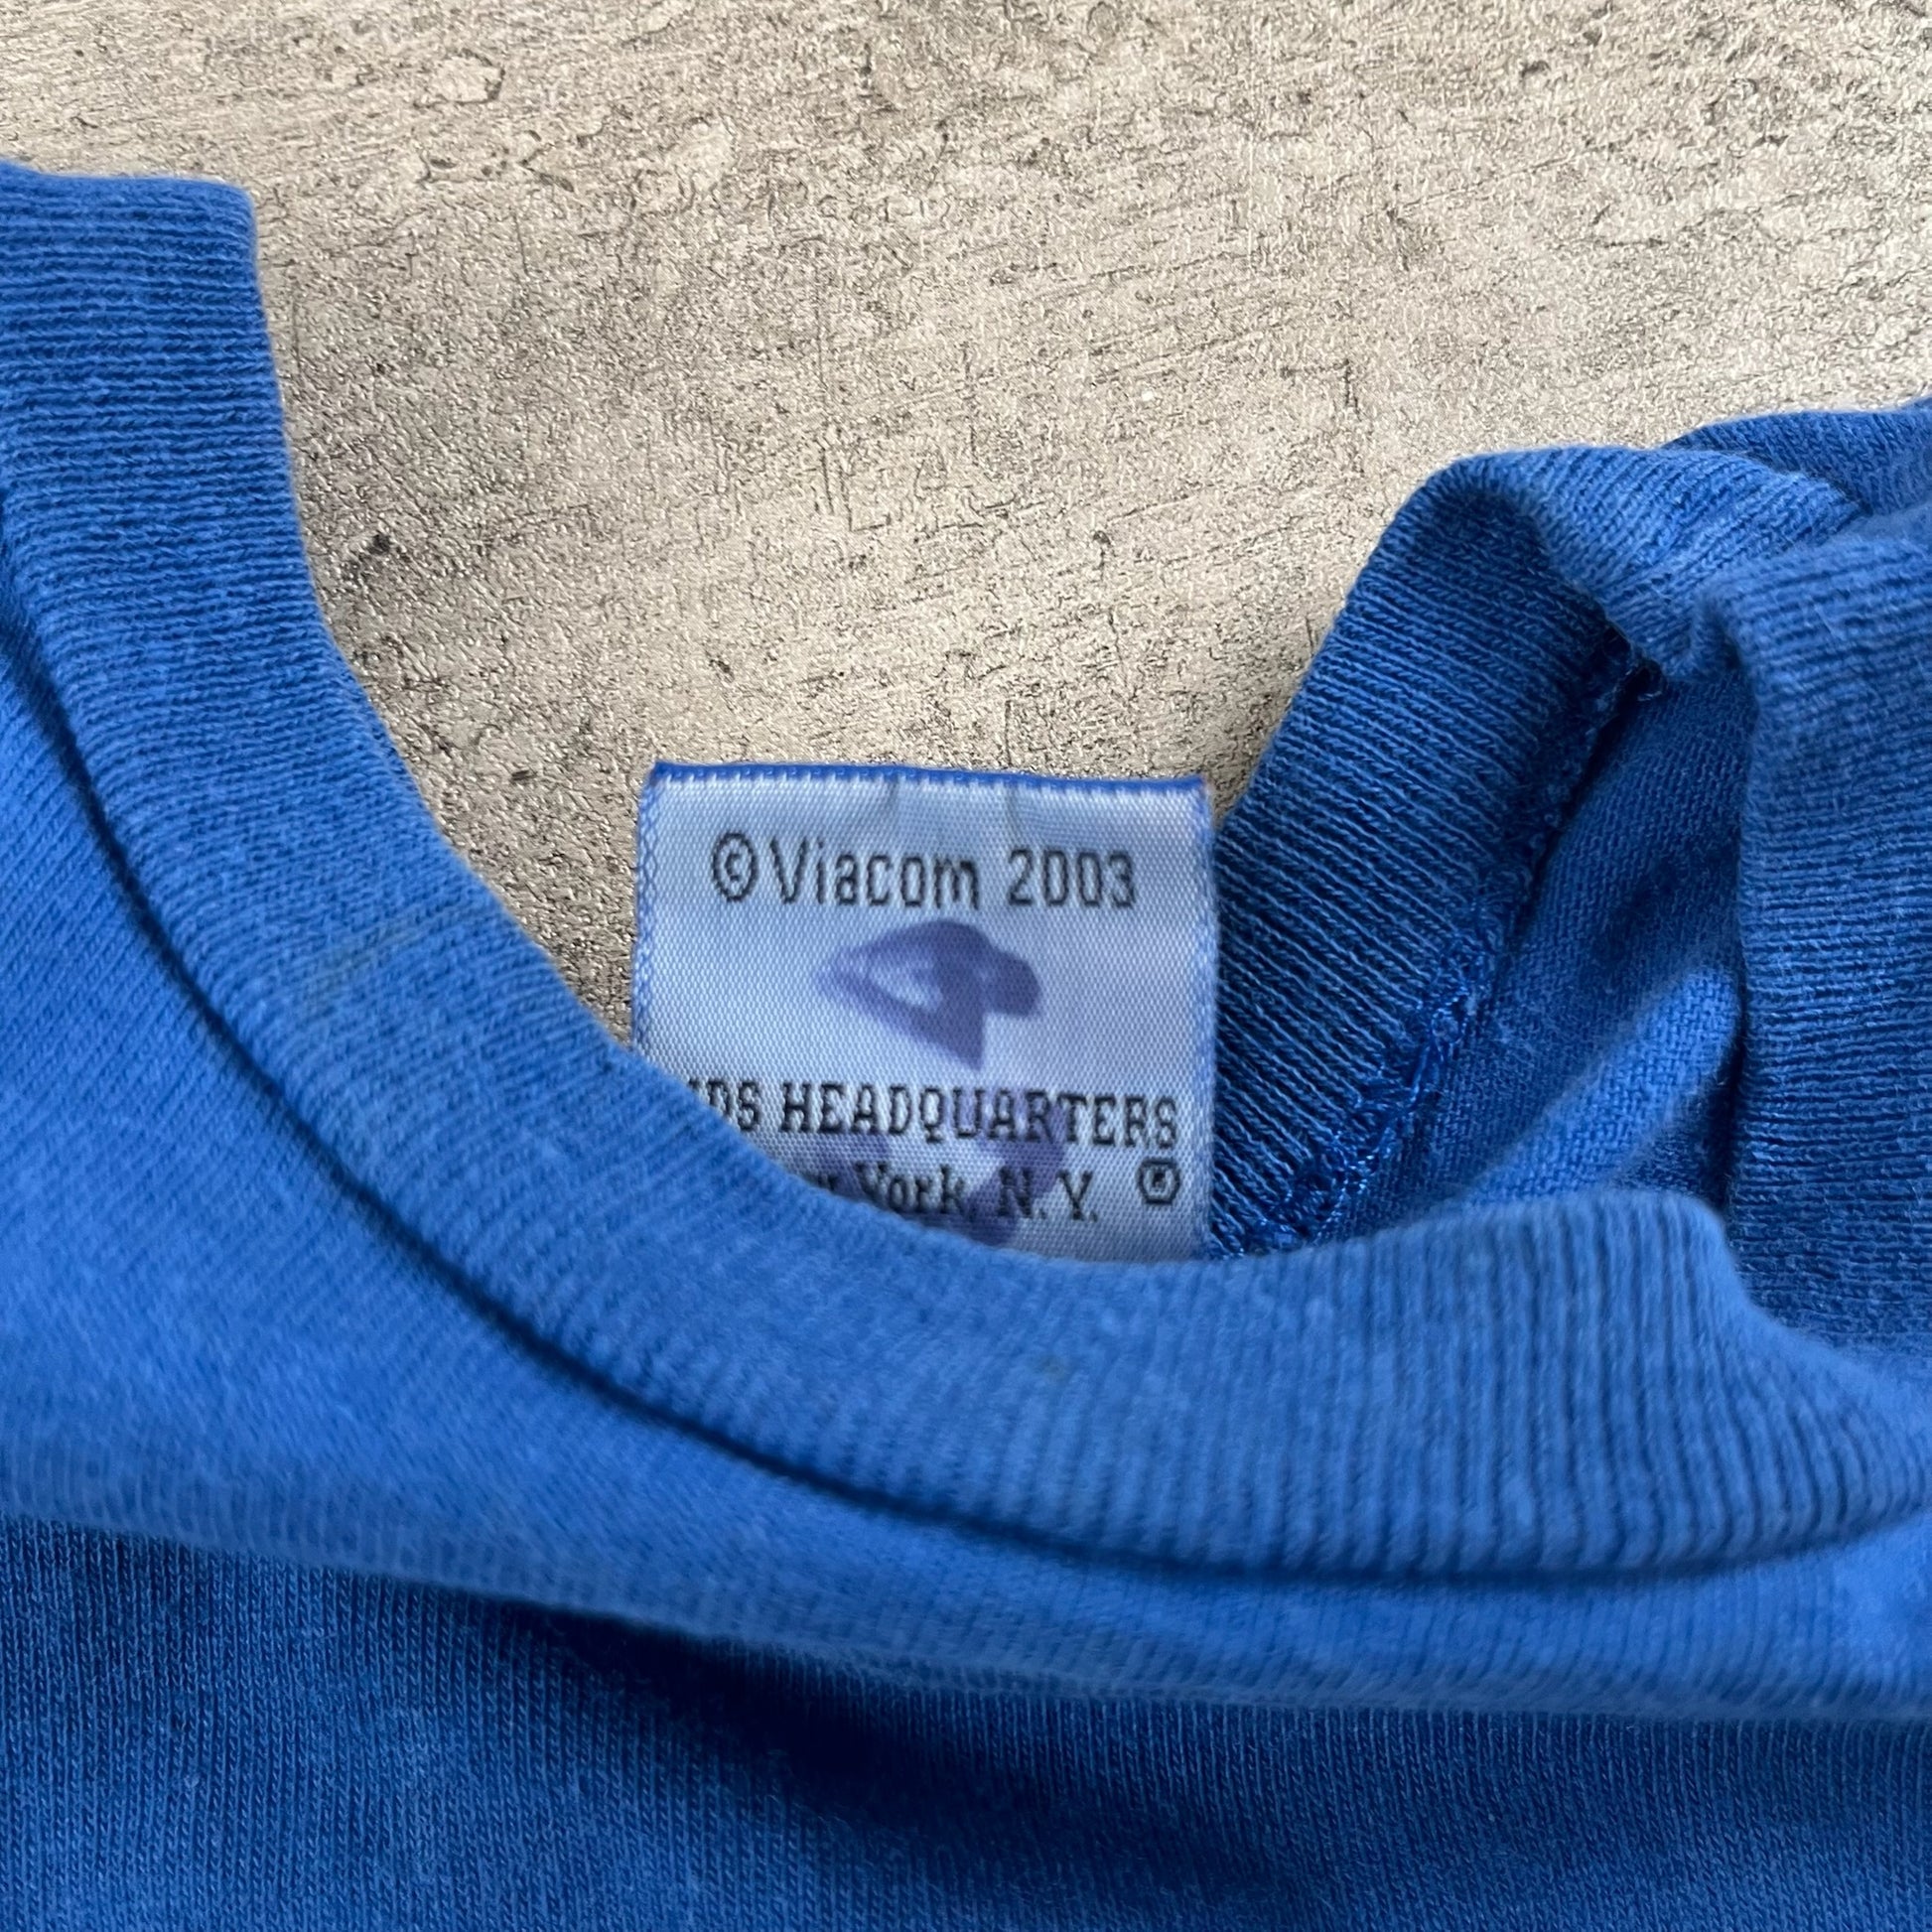 ©Viacom 2003
HEADQUARTERS
York, N.Y. ®